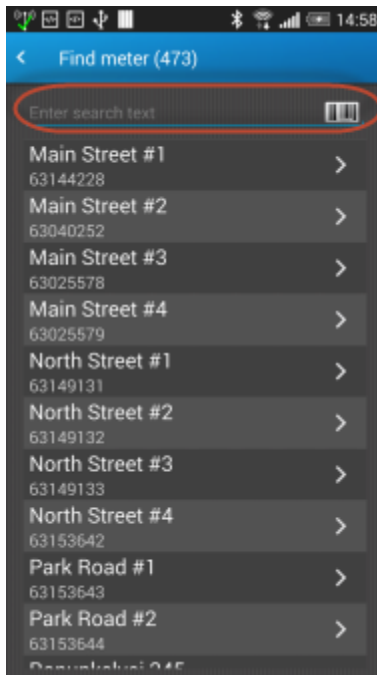 14:58
Find meter (473)
Enter search text
Main Street #1
63144228
Main Street #2
63040252
Main Street #3
63025578
Main Street #4
63025579
North Street #1
63149131
North Street #2
63149132
North Street #3
63149133
North Street #4
63153642
Park Road #1
63153643
Park Road #2
63153644